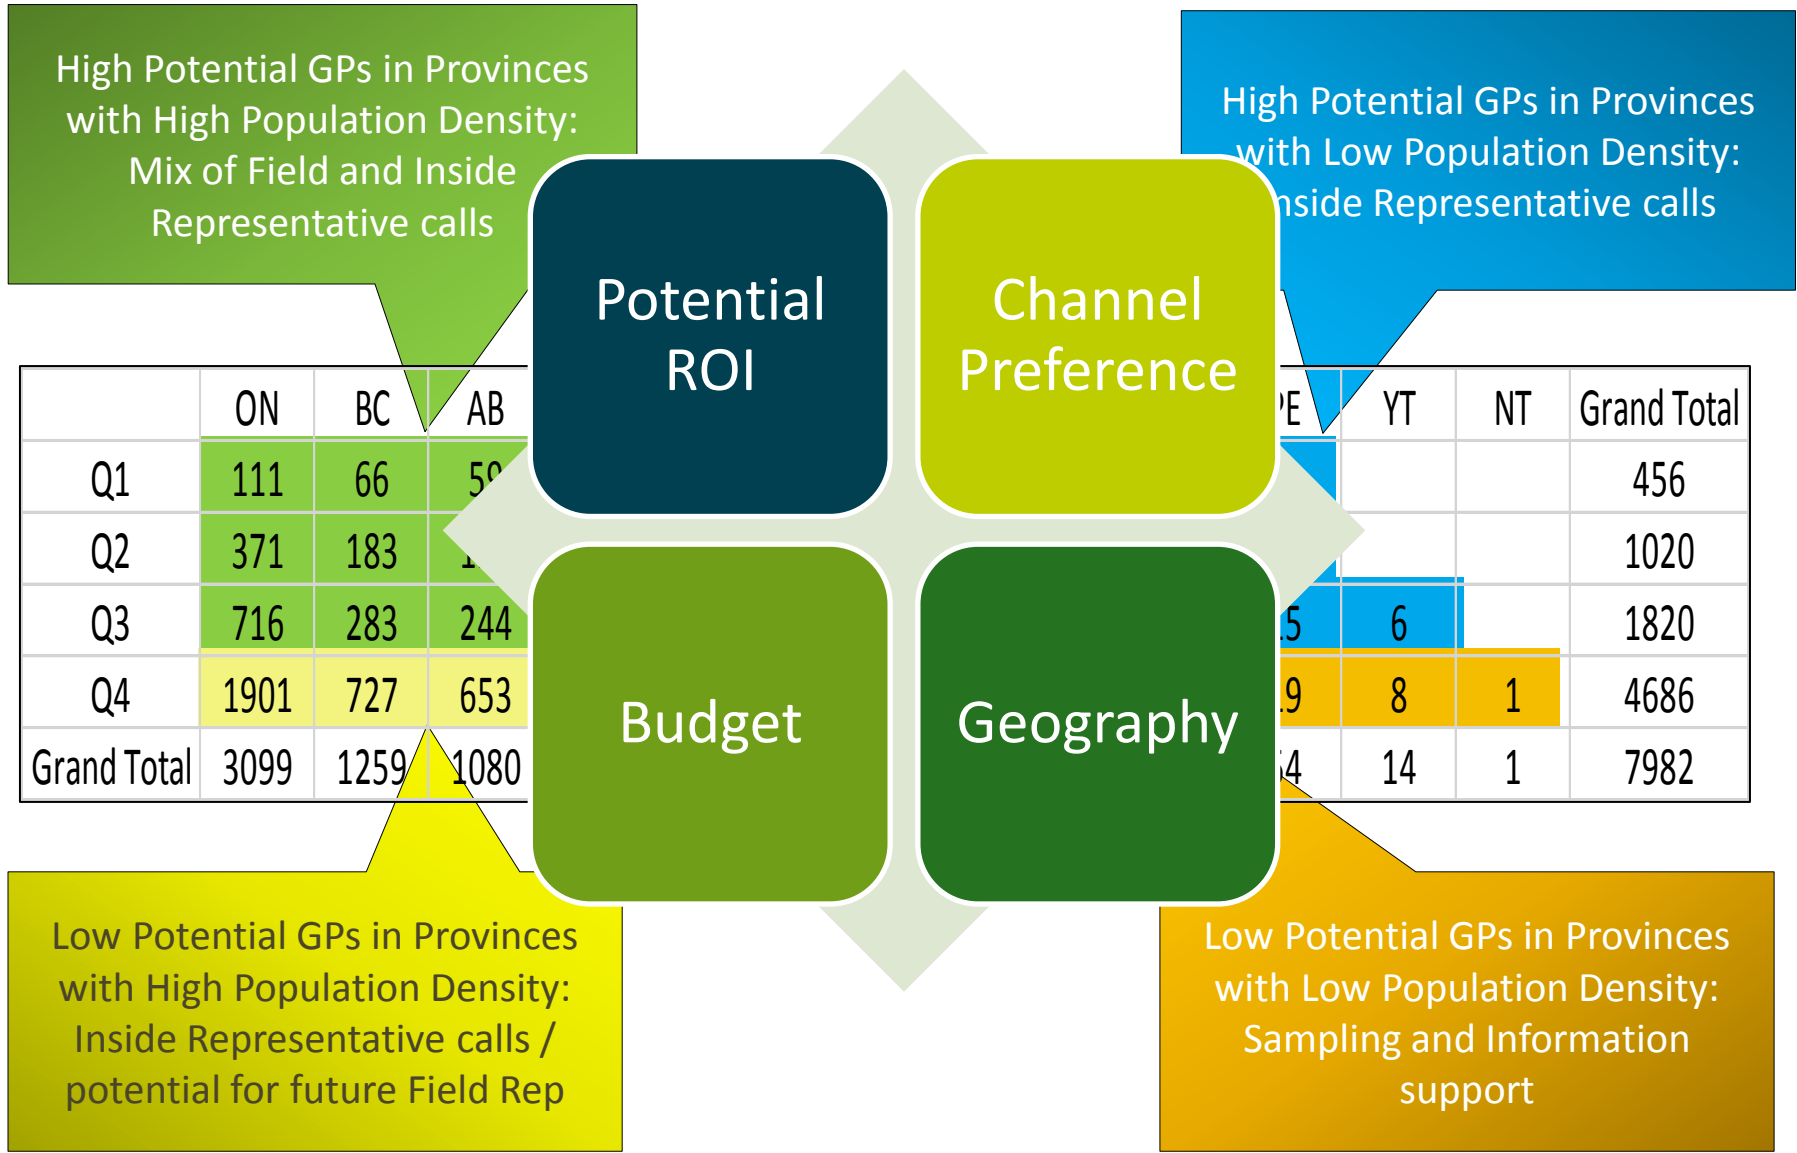 High Potential GPs in Provinces
with High Population Density:
Mix of Field and Inside
Representative calls
High Potential GPs in Provinces
with Low Population Density:
Representative calls
Potential
ROI
Channel
Preference
Budget
Geography
ON BC AB YT NT Grand Total
Q1 111 66 456
Q2 371 183 1020
Q3 716 283 244 6 1820
Q4 1901 727 653 8 1 4686
Grand Total 3099 1259 1080 14 1 7982
Low Potential GPs in Provinces
with High Population Density:
Inside Representative calls /
potential for future Field Rep
Low Potential GPs in Provinces
with Low Population Density:
Sampling and Information
support